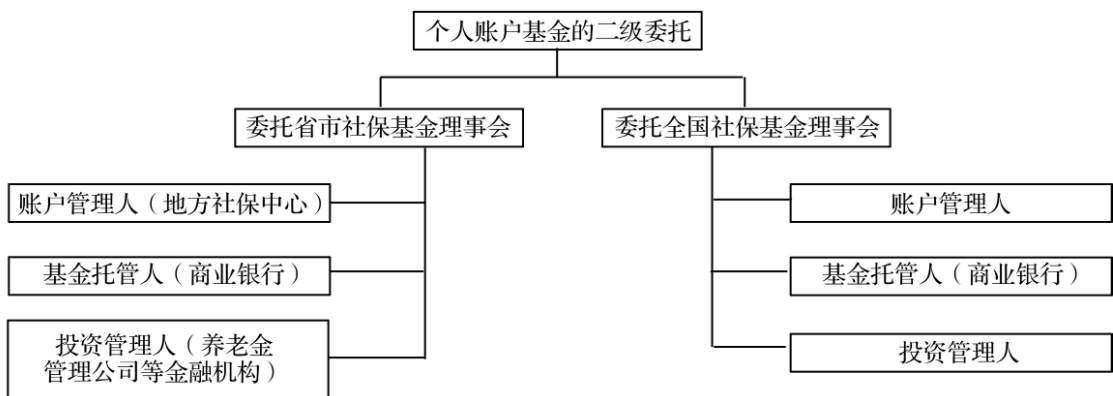 个人账户基金的二级委托
委托省市社保基金理事会
委托全国社保基金理事会
账户管理人（地方社保中心）
账户管理人
基金托管人（商业银行）
基金托管人（商业银行）
投资管理人（养老金
管理公司等金融机构）
投资管理人